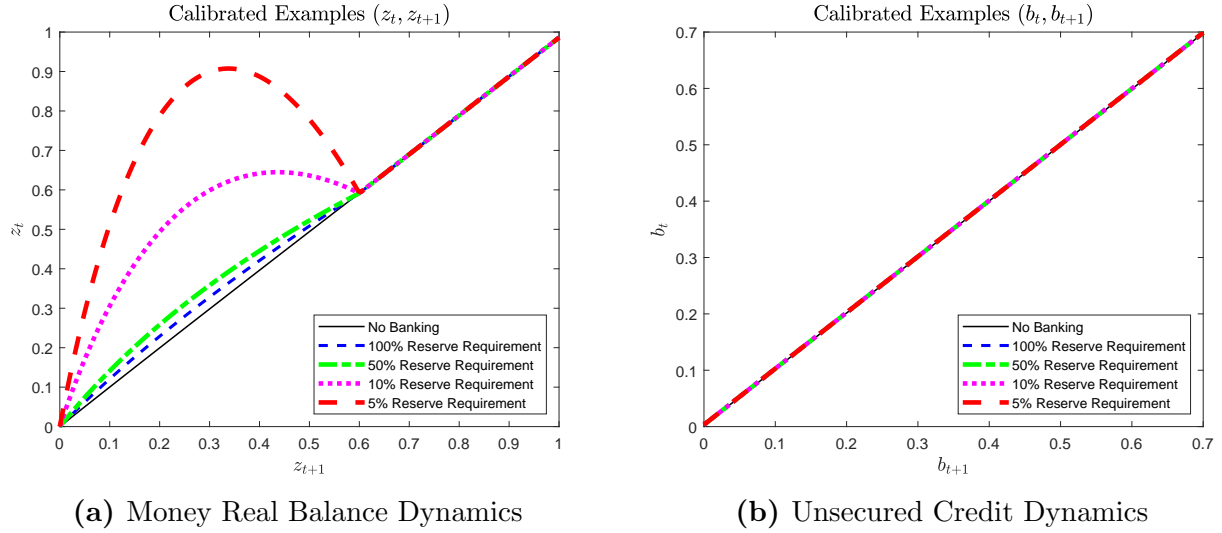 Calibrated Examples (z_t, z_{t+1})
1
0.9
0.8
0.7
0.6
0.5
0.4
0.3
0.2
0.1
0
z_t
No Banking
100% Reserve Requirement
50% Reserve Requirement
10% Reserve Requirement
5% Reserve Requirement
0 0.1 0.2 0.3 0.4 0.5 0.6 0.7 0.8 0.9 1
z_{t+1}
(a) Money Real Balance Dynamics
Calibrated Examples (b_t, b_{t+1})
0.7
0.6
0.5
0.4
0.3
0.2
0.1
0
b_t
No Banking
100% Reserve Requirement
50% Reserve Requirement
10% Reserve Requirement
5% Reserve Requirement
0 0.1 0.2 0.3 0.4 0.5 0.6 0.7
b_{t+1}
(b) Unsecured Credit Dynamics